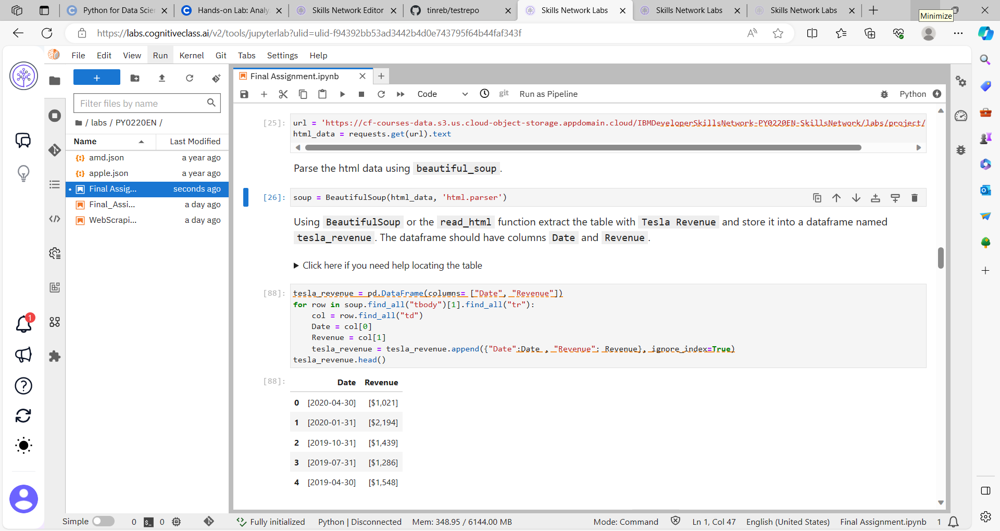 Python for Data Scien
Hands-on Lab: Analy
Skills Network Editor
tinreb/testrepo
Skills Network Labs
Skills Network Labs
Skills Network Labs
Minimize
https://labs.cognitiveclass.ai/v2/tools/jupyterlab?ulid=ulid-f94392bb53ad3442b4d0e743795f64b44faf343f
File Edit View Run Kernel Git Tabs Settings Help
Final Assignment.ipynb
Filter files by name
/ labs / PY0220EN /
Name Last Modified
amd.json a year ago
apple.json a year ago
Final Assig... seconds ago
Final_Assi... a day ago
WebScrapi... a day ago
Code
git
Run as Pipeline
Python
[25]: url = 'https://cf-courses-data.s3.us.cloud-object-storage.appdomain.cloud/IBMDeveloperSkillsNetwork-PY0220EN-SkillsNetwork/labs/project/
html_data = requests.get(url).text
Parse the html data using beautiful_soup.
[26]: soup = BeautifulSoup(html_data, 'html.parser')
Using BeautifulSoup or the read_html function extract the table with Tesla Revenue and store it into a dataframe named
tesla_revenue. The dataframe should have columns Date and Revenue.
Click here if you need help locating the table
[88]: tesla_revenue = pd.DataFrame(columns= ["Date", "Revenue"])
for row in soup.find_all("tbody")[1].find_all("tr"):
    col = row.find_all("td")
    Date = col[0]
    Revenue = col[1]
    tesla_revenue = tesla_revenue.append({"Date":Date , "Revenue": Revenue}, ignore_index=True)
tesla_revenue.head()
[88]: Date Revenue
0 [2020-04-30] [$1,021]
1 [2020-01-31] [$2,194]
2 [2019-10-31] [$1,439]
3 [2019-07-31] [$1,286]
4 [2019-04-30] [$1,548]
1
Simple 0 0 Fully initialized Python | Disconnected Mem: 348.95 / 6144.00 MB Mode: Command Ln 1, Col 47 English (United States) Final Assignment.ipynb 1